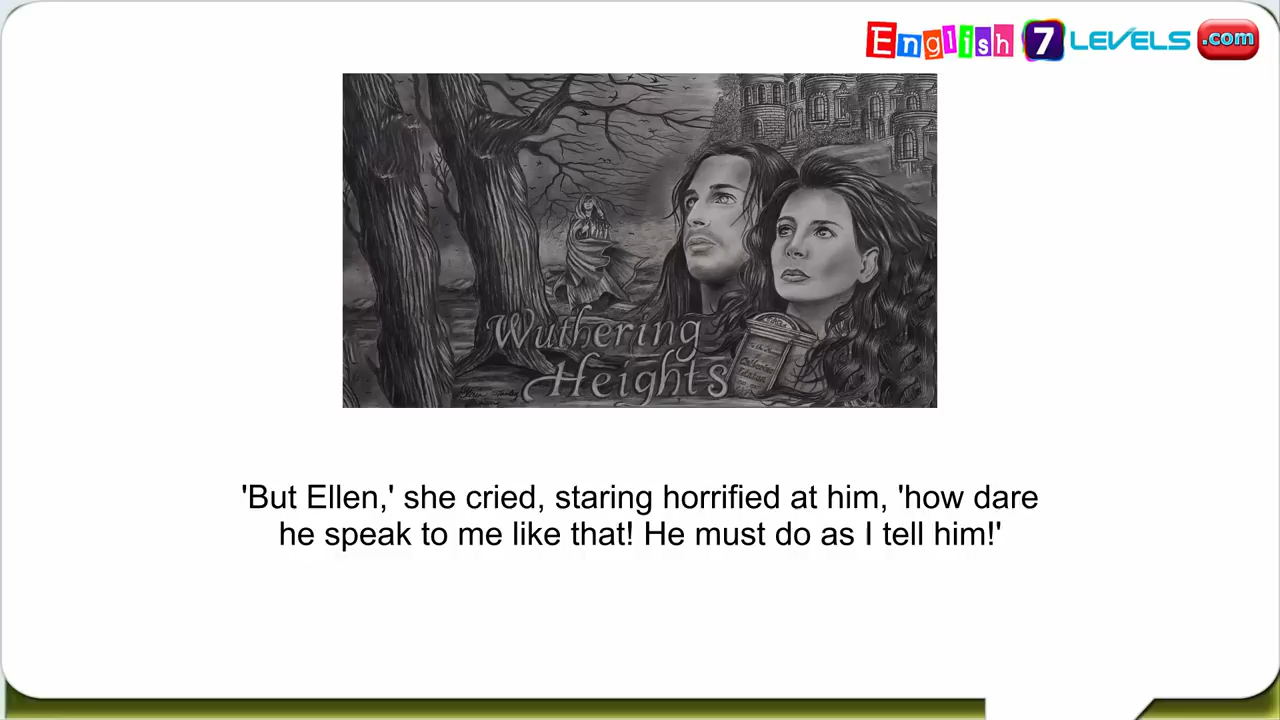 English 7 LEVELS .com
Wuthering
Heights
'But Ellen,' she cried, staring horrified at him, 'how dare
he speak to me like that! He must do as I tell him!'